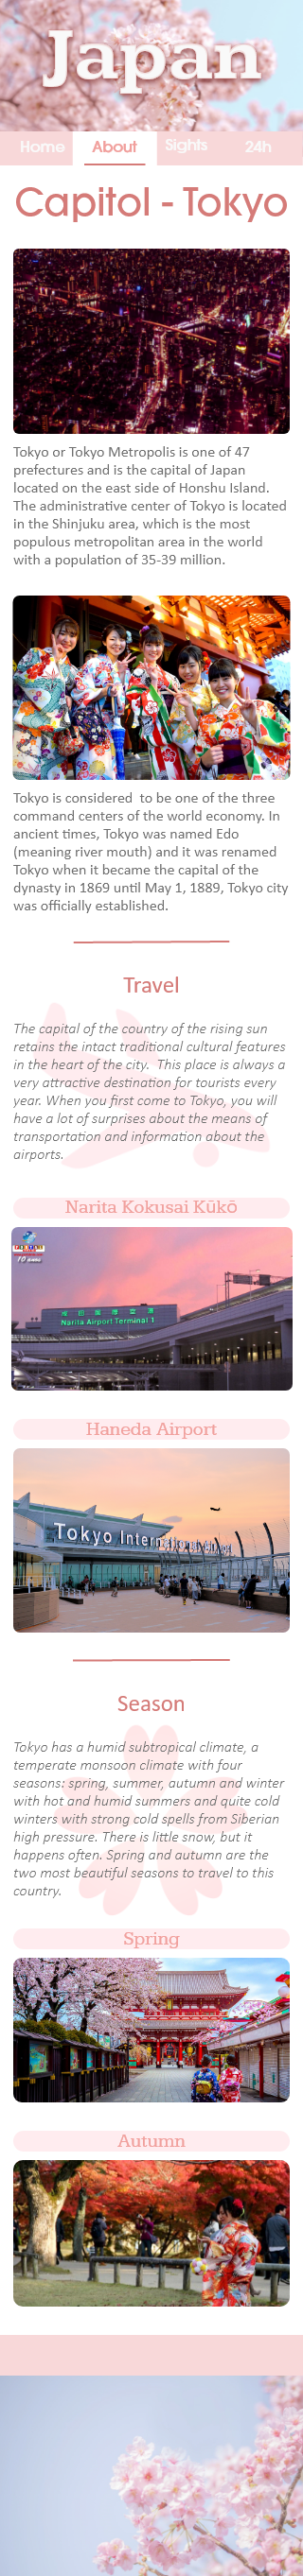 Japan
Home About Sights 24h
Capitol - Tokyo
Tokyo or Tokyo Metropolis is one of 47
prefectures and is the capital of Japan
located on the east side of Honshu Island.
The administrative center of Tokyo is located
in the Shinjuku area, which is the most
populous metropolitan area in the world
with a population of 35-39 million.
Tokyo is considered  to be one of the three
command centers of the world economy. In
ancient times, Tokyo was named Edo
(meaning river mouth) and it was renamed
Tokyo when it became the capital of the
dynasty in 1869 until May 1, 1889, Tokyo city
was officially established.
Travel
The capital of the country of the rising sun
retains the intact traditional cultural features
in the heart of the city.  This place is always a
very attractive destination for tourists every
year. When you first come to Tokyo, you will
have a lot of surprises about the means of
transportation and information about the
airports.
Narita Kokusai Kūkō
Narita Airport Terminal 1
Haneda Airport
Tokyo International
Season
Tokyo has a humid subtropical climate, a
temperate monsoon climate with four
seasons: spring, summer, autumn and winter
with hot and humid summers and quite cold
winters with strong cold spells from Siberian
high pressure. There is little snow, but it
happens often. Spring and autumn are the
two most beautiful seasons to travel to this
country.
Spring
Autumn